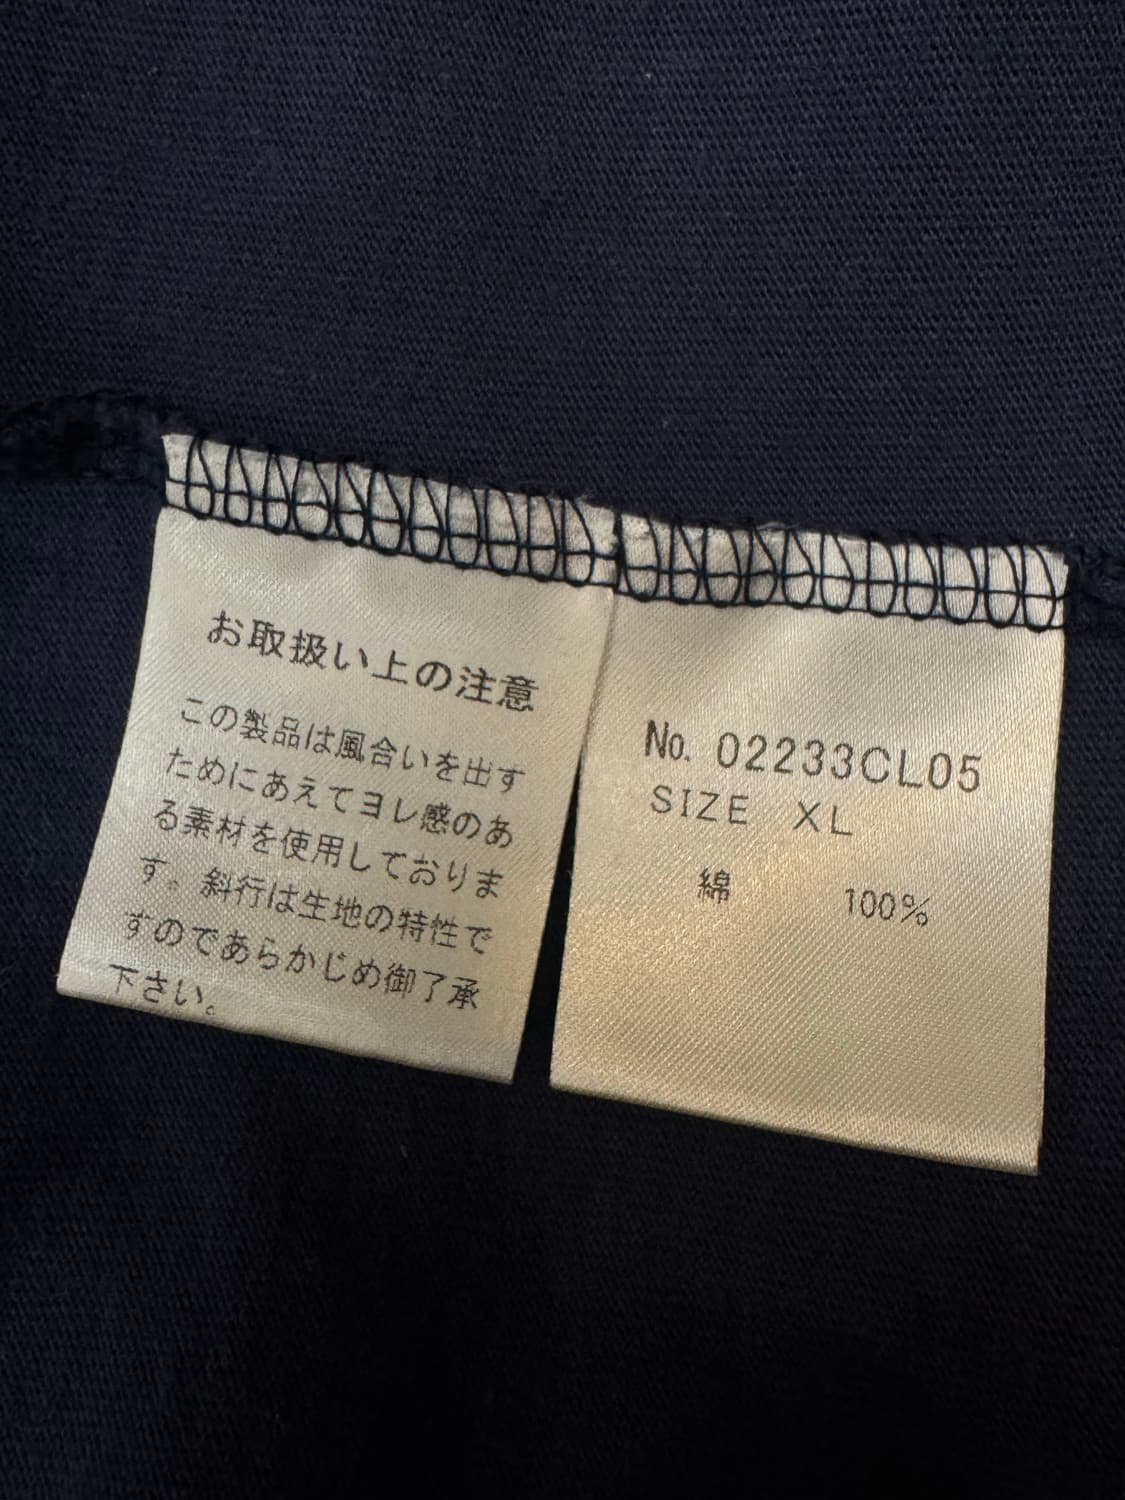 お取扱い上の注意
この製品は風合いを出す
ためにあえてヨレ感のあ
る素材を使用しておりま
す。斜行は生地の特性で
すのであらかじめ御了承
下さい。
No. 02233CL05
SIZE XL
綿 100%